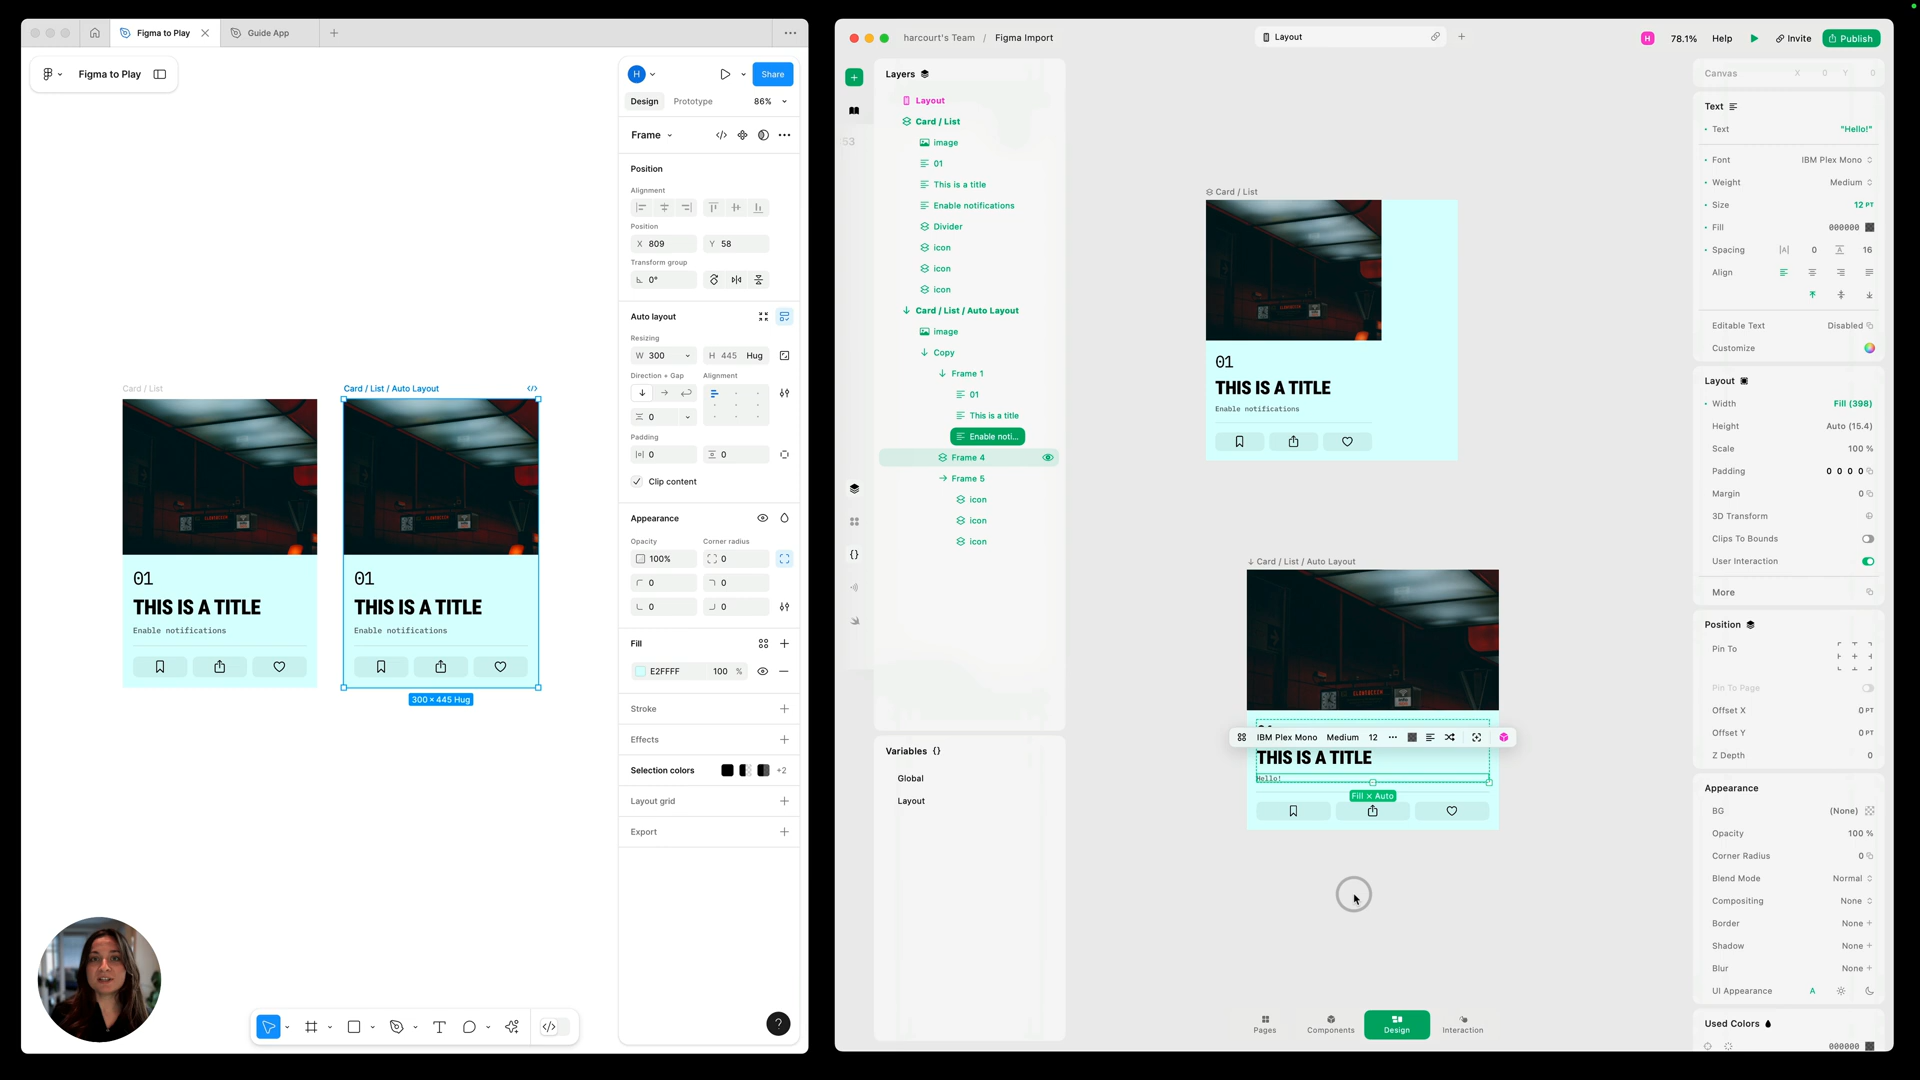 Figma to Play
Guide App
Figma to Play
H
Share
Design
Prototype
86%
Frame
Position
Alignment
Position
X 809
Y 58
Transform group
0°
Auto layout
Resizing
W 300
H 445 Hug
Direction + Gap
Alignment
0
Padding
0
0
Clip content
Appearance
Opacity
Corner radius
100%
0
0
0
0
0
Fill
E2FFFF 100 %
Stroke
Effects
Selection colors
+2
Layout grid
Export
Card / List
01
THIS IS A TITLE
Enable notifications
Card / List / Auto Layout
01
THIS IS A TITLE
Enable notifications
300 × 445 Hug
?
harcourt's Team / Figma Import
Layout
H
78.1%
Help
Invite
Publish
53
Layers
Layout
Card / List
image
01
This is a title
Enable notifications
Divider
icon
icon
icon
Card / List / Auto Layout
image
Copy
Frame 1
01
This is a title
Enable noti...
Frame 4
Frame 5
icon
icon
icon
Variables {}
Global
Layout
Card / List
01
THIS IS A TITLE
Enable notifications
Card / List / Auto Layout
IBM Plex Mono Medium 12
THIS IS A TITLE
Hello!
Fill × Auto
Pages
Components
Design
Interaction
Canvas X 0 Y 0
Text
Text "Hello!"
Font IBM Plex Mono
Weight Medium
Size 12 PT
Fill 000000
Spacing 0 16
Align
Editable Text Disabled
Customize
Layout
Width Fill (398)
Height Auto (15.4)
Scale 100 %
Padding 0 0 0 0
Margin 0
3D Transform
Clips To Bounds
User Interaction
More
Position
Pin To
Pin To Page
Offset X 0 PT
Offset Y 0 PT
Z Depth 0
Appearance
BG (None)
Opacity 100 %
Corner Radius 0
Blend Mode Normal
Compositing None
Border None +
Shadow None +
Blur None +
UI Appearance A
Used Colors
000000